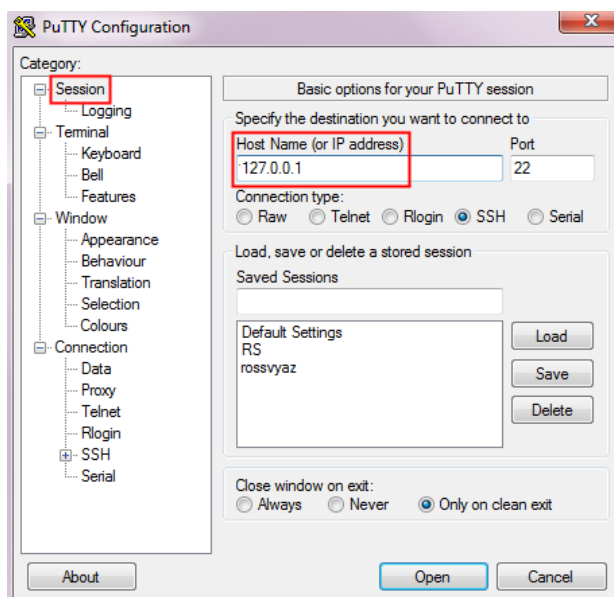 PuTTY Configuration
Category:
Session
Logging
Terminal
Keyboard
Bell
Features
Window
Appearance
Behaviour
Translation
Selection
Colours
Connection
Data
Proxy
Telnet
Rlogin
SSH
Serial
Basic options for your PuTTY session
Specify the destination you want to connect to
Host Name (or IP address) Port
127.0.0.1 22
Connection type:
Raw Telnet Rlogin SSH Serial
Load, save or delete a stored session
Saved Sessions
Default Settings
RS
rossvyaz
Load
Save
Delete
Close window on exit:
Always Never Only on clean exit
About Open Cancel